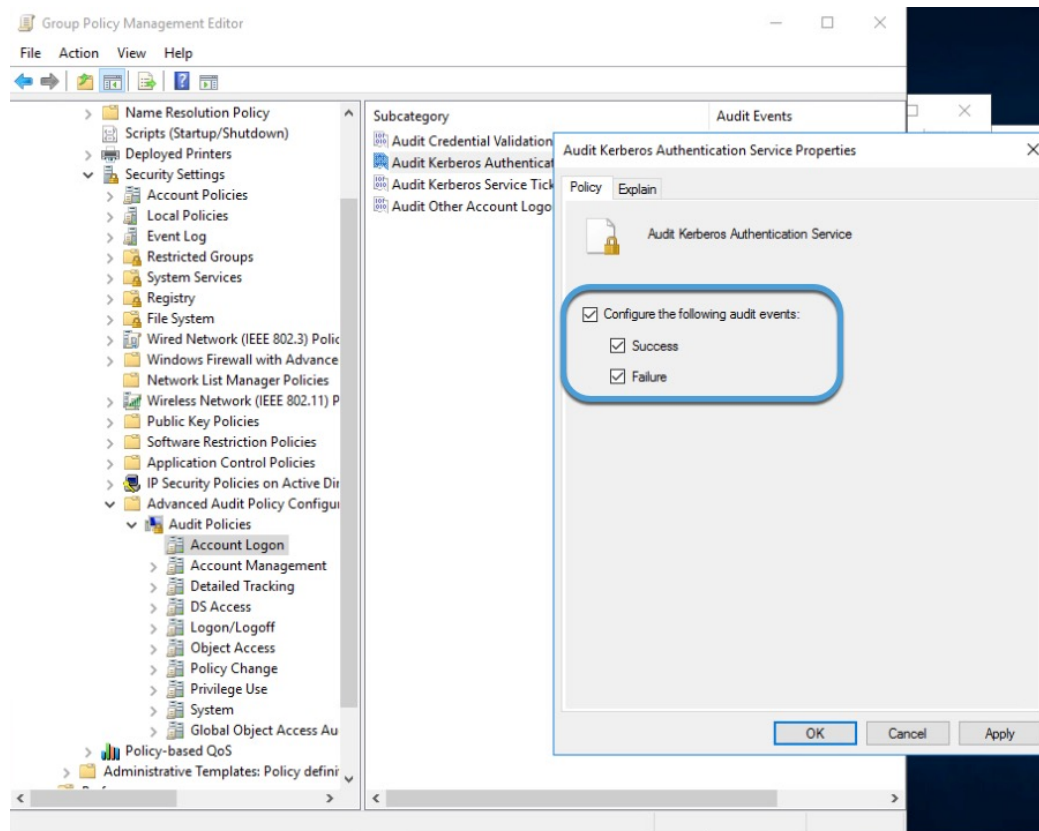 Group Policy Management Editor
File Action View Help
Name Resolution Policy
Scripts (Startup/Shutdown)
Deployed Printers
Security Settings
Account Policies
Local Policies
Event Log
Restricted Groups
System Services
Registry
File System
Wired Network (IEEE 802.3) Polic
Windows Firewall with Advance
Network List Manager Policies
Wireless Network (IEEE 802.11) P
Public Key Policies
Software Restriction Policies
Application Control Policies
IP Security Policies on Active Dir
Advanced Audit Policy Configur
Audit Policies
Account Logon
Account Management
Detailed Tracking
DS Access
Logon/Logoff
Object Access
Policy Change
Privilege Use
System
Global Object Access Au
Policy-based QoS
Administrative Templates: Policy defini
Subcategory Audit Events
Audit Credential Validation
Audit Kerberos Authenticat
Audit Kerberos Service Tick
Audit Other Account Logo
Audit Kerberos Authentication Service Properties
Policy Explain
Audit Kerberos Authentication Service
Configure the following audit events:
Success
Failure
OK Cancel Apply